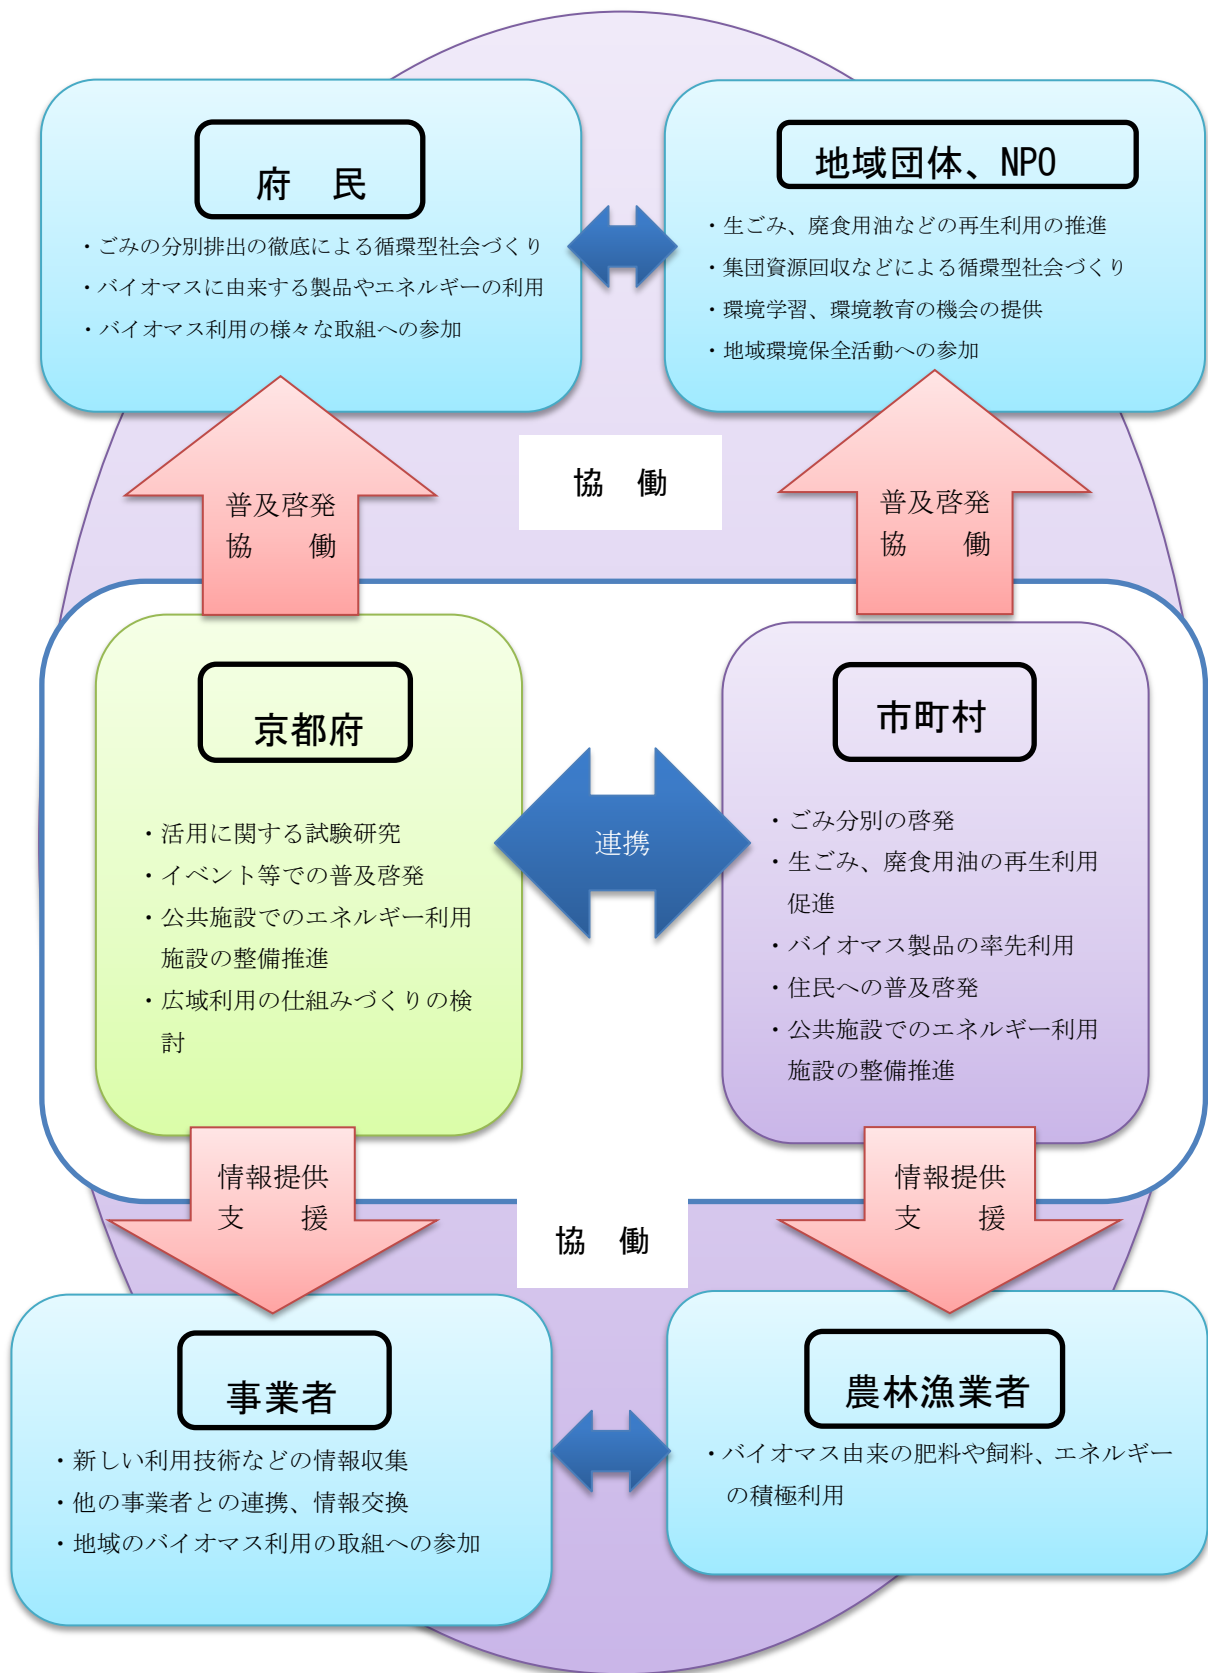 府　民
・ごみの分別排出の徹底による循環型社会づくり
・バイオマスに由来する製品やエネルギーの利用
・バイオマス利用の様々な取組への参加
地域団体、NPO
・生ごみ、廃食用油などの再生利用の推進
・集団資源回収などによる循環型社会づくり
・環境学習、環境教育の機会の提供
・地域環境保全活動への参加
協　働
普及啓発
協　　働
普及啓発
協　　働
京都府
・活用に関する試験研究
・イベント等での普及啓発
・公共施設でのエネルギー利用
施設の整備推進
・広域利用の仕組みづくりの検
討
連携
市町村
・ごみ分別の啓発
・生ごみ、廃食用油の再生利用
促進
・バイオマス製品の率先利用
・住民への普及啓発
・公共施設でのエネルギー利用
施設の整備推進
情報提供
支　　援
情報提供
支　　援
協　働
事業者
・新しい利用技術などの情報収集
・他の事業者との連携、情報交換
・地域のバイオマス利用の取組への参加
農林漁業者
・バイオマス由来の肥料や飼料、エネルギー
の積極利用